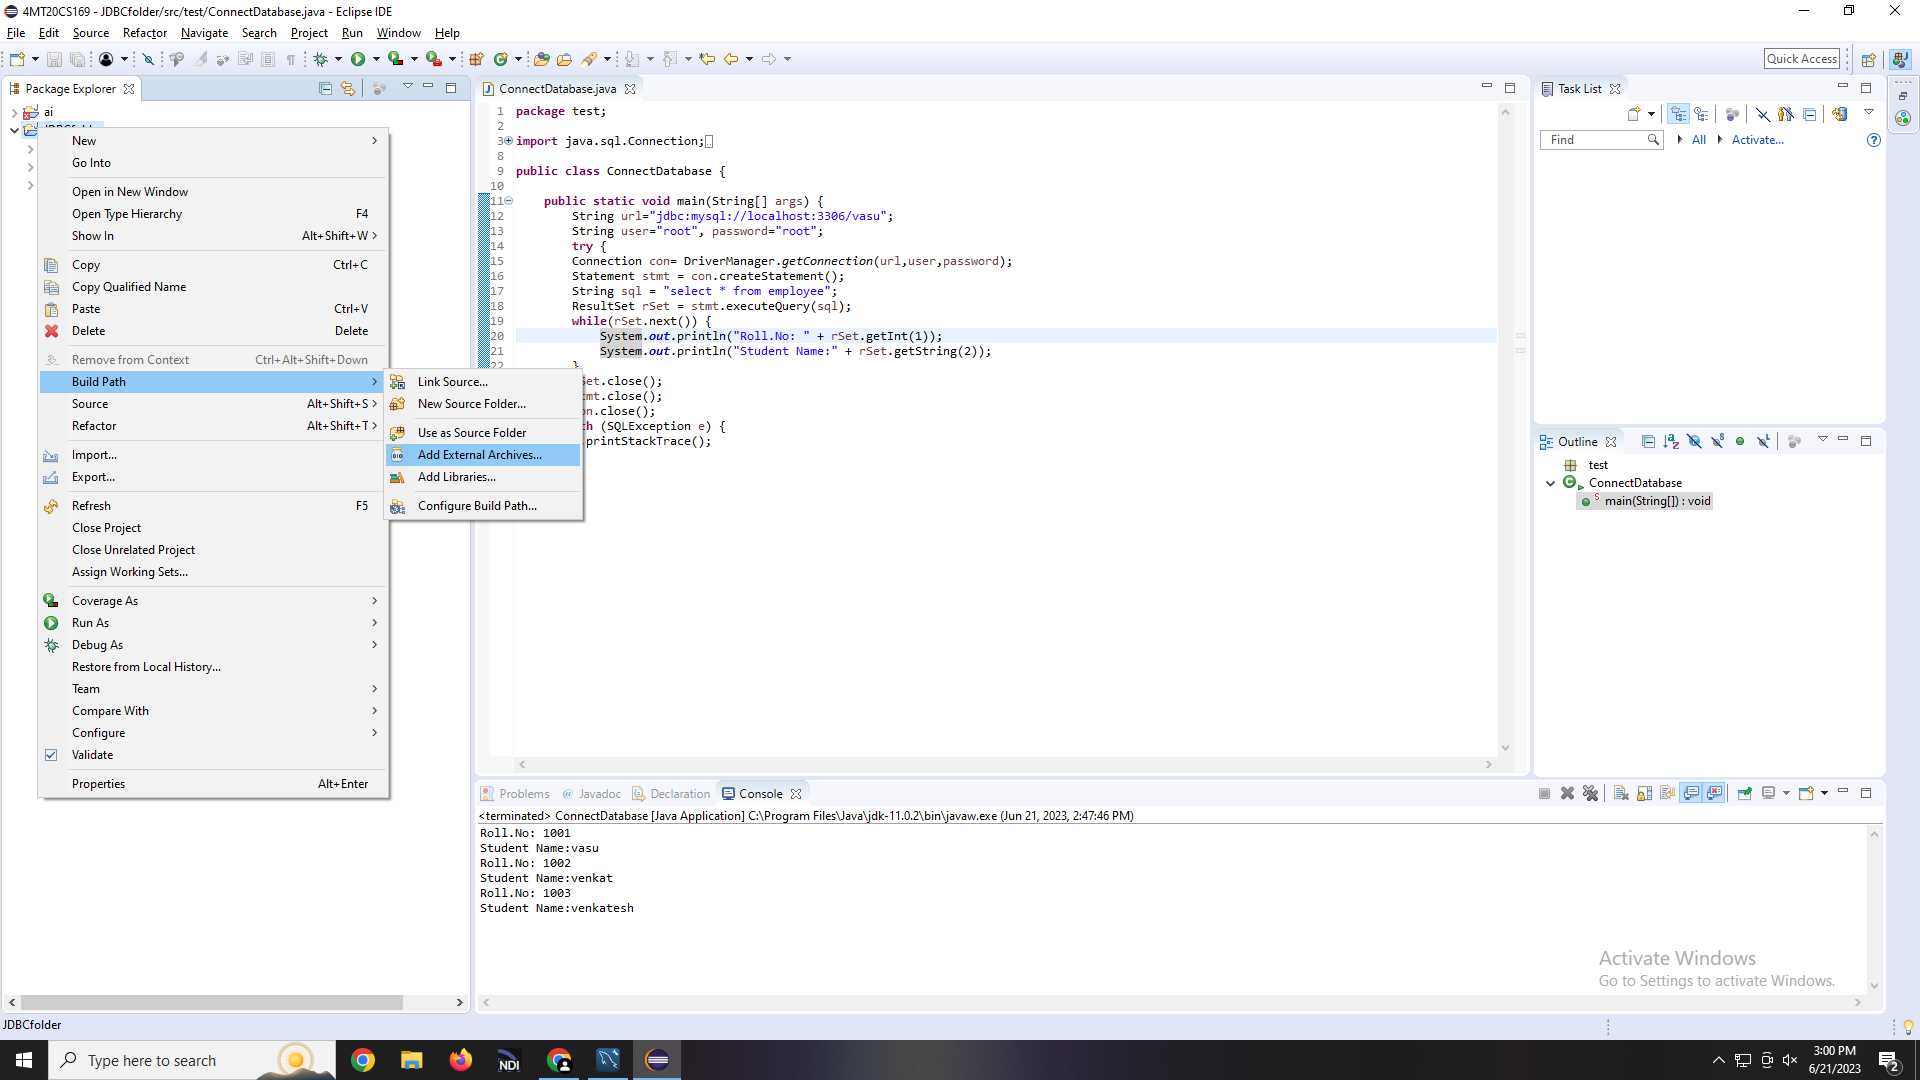 4MT20CS169 - JDBCfolder/src/test/ConnectDatabase.java - Eclipse IDE
File Edit Source Refactor Navigate Search Project Run Window Help
Quick Access
Package Explorer
ai
New
Go Into
Open in New Window
Open Type Hierarchy F4
Show In Alt+Shift+W
Copy Ctrl+C
Copy Qualified Name
Paste Ctrl+V
Delete Delete
Remove from Context Ctrl+Alt+Shift+Down
Build Path
Source Alt+Shift+S
Refactor Alt+Shift+T
Import...
Export...
Refresh F5
Close Project
Close Unrelated Project
Assign Working Sets...
Coverage As
Run As
Debug As
Restore from Local History...
Team
Compare With
Configure
Validate
Properties Alt+Enter
Link Source...
New Source Folder...
Use as Source Folder
Add External Archives...
Add Libraries...
Configure Build Path...
ConnectDatabase.java
1 package test;
2
3 import java.sql.Connection;
8
9 public class ConnectDatabase {
10
11 public static void main(String[] args) {
12 String url="jdbc:mysql://localhost:3306/vasu";
13 String user="root", password="root";
14 try {
15 Connection con= DriverManager.getConnection(url,user,password);
16 Statement stmt = con.createStatement();
17 String sql = "select * from employee";
18 ResultSet rSet = stmt.executeQuery(sql);
19 while(rSet.next()) {
20 System.out.println("Roll.No: " + rSet.getInt(1));
21 System.out.println("Student Name:" + rSet.getString(2));
22 }
Set.close();
mt.close();
n.close();
h (SQLException e) {
.printStackTrace();
Task List
Find All Activate...
Outline
test
ConnectDatabase
main(String[]) : void
Problems Javadoc Declaration Console
<terminated> ConnectDatabase [Java Application] C:\Program Files\Java\jdk-11.0.2\bin\javaw.exe (Jun 21, 2023, 2:47:46 PM)
Roll.No: 1001
Student Name:vasu
Roll.No: 1002
Student Name:venkat
Roll.No: 1003
Student Name:venkatesh
Activate Windows
Go to Settings to activate Windows.
JDBCfolder
Type here to search
NDI
3:00 PM
6/21/2023
2